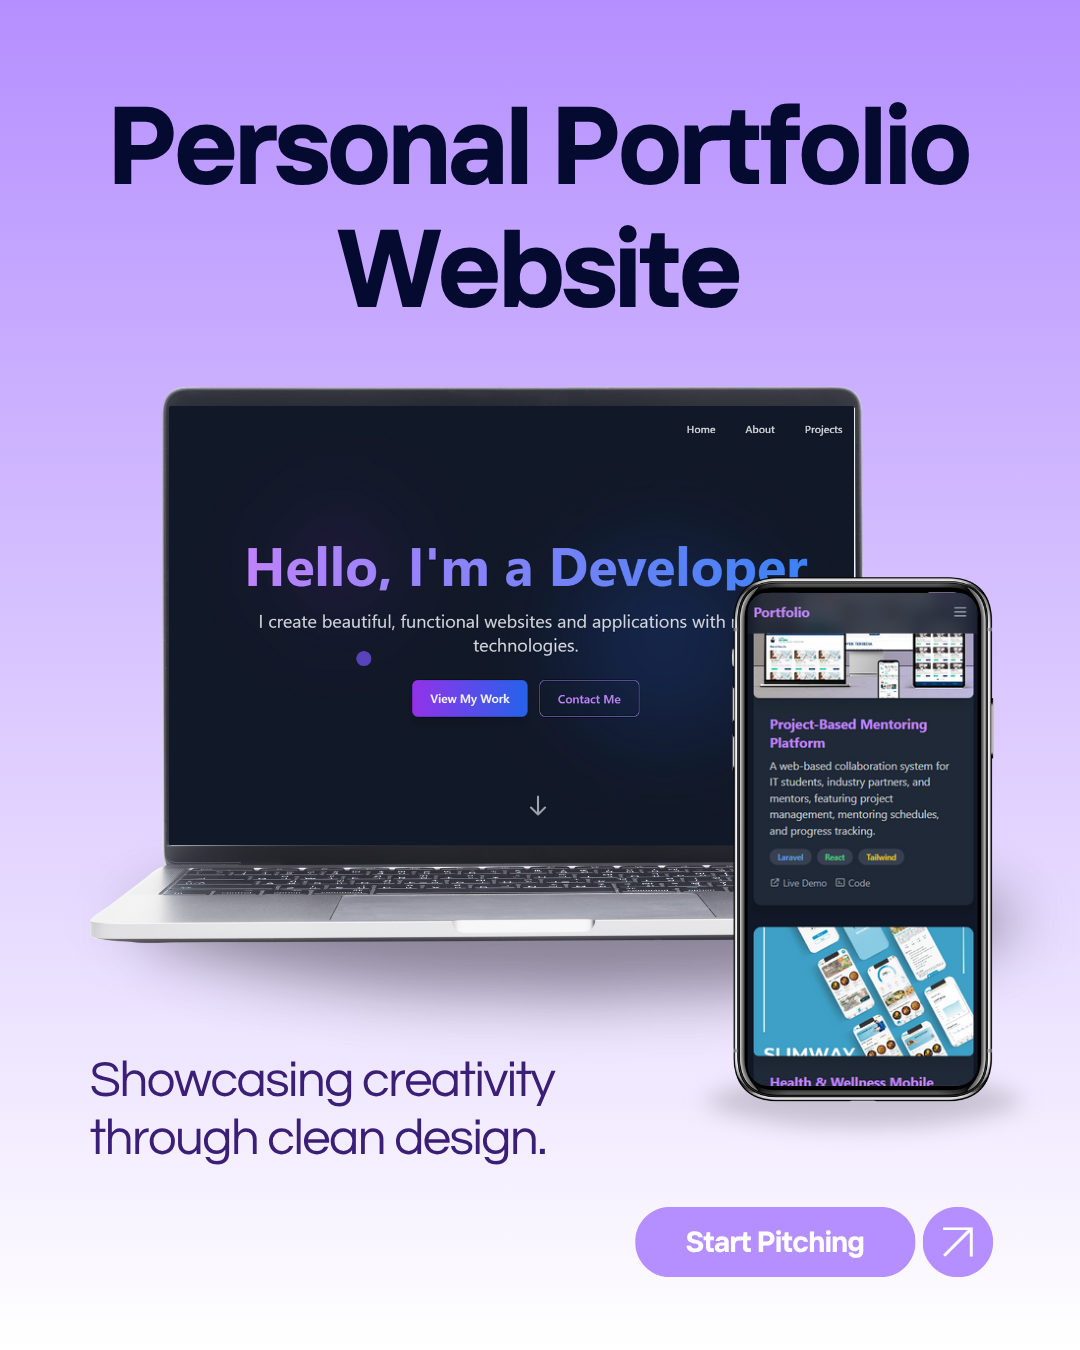 Personal Portfolio
Website
Home About Projects
Hello, I'm a Developer
I create beautiful, functional websites and applications with
technologies.
View My Work
Contact Me
Portfolio
Project-Based Mentoring
Platform
A web-based collaboration system for
IT students, industry partners, and
mentors, featuring project
management, mentoring schedules,
and progress tracking.
Laravel React Tailwind
Live Demo Code
SLIMWAY
Health & Wellness Mobile
Showcasing creativity
through clean design.
Start Pitching